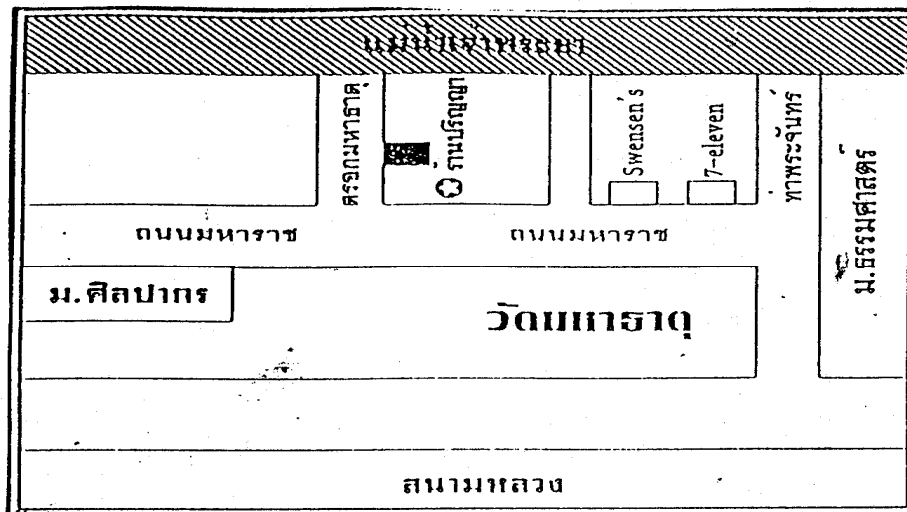 แม่น้ำเจ้าพระยา
ตรอกมหาธาตุ
ร้านปริญญา
Swensen's
7-eleven
ท่าพระจันทร์
ม.ธรรมศาสตร์
ถนนมหาราช
ถนนมหาราช
ม.ศิลปากร
วัดมหาธาตุ
สนามหลวง